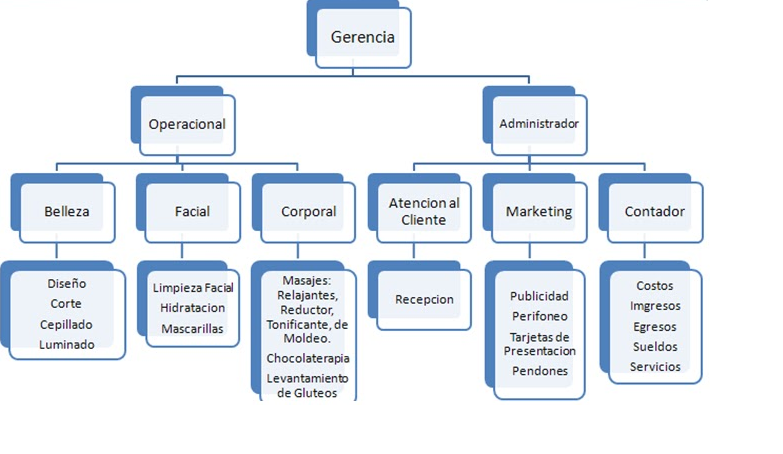 Gerencia
Operacional
Administrador
Belleza
Facial
Corporal
Atencion al
Cliente
Marketing
Contador
Diseño
Corte
Cepillado
Luminado
Limpieza Facial
Hidratacion
Mascarillas
Masajes:
Relajantes,
Reductor,
Tonificante, de
Moldeo.
Chocolaterapia
Levantamiento
de Gluteos
Recepcion
Publicidad
Perifoneo
Tarjetas de
Presentacion
Pendones
Costos
Imgresos
Egresos
Sueldos
Servicios